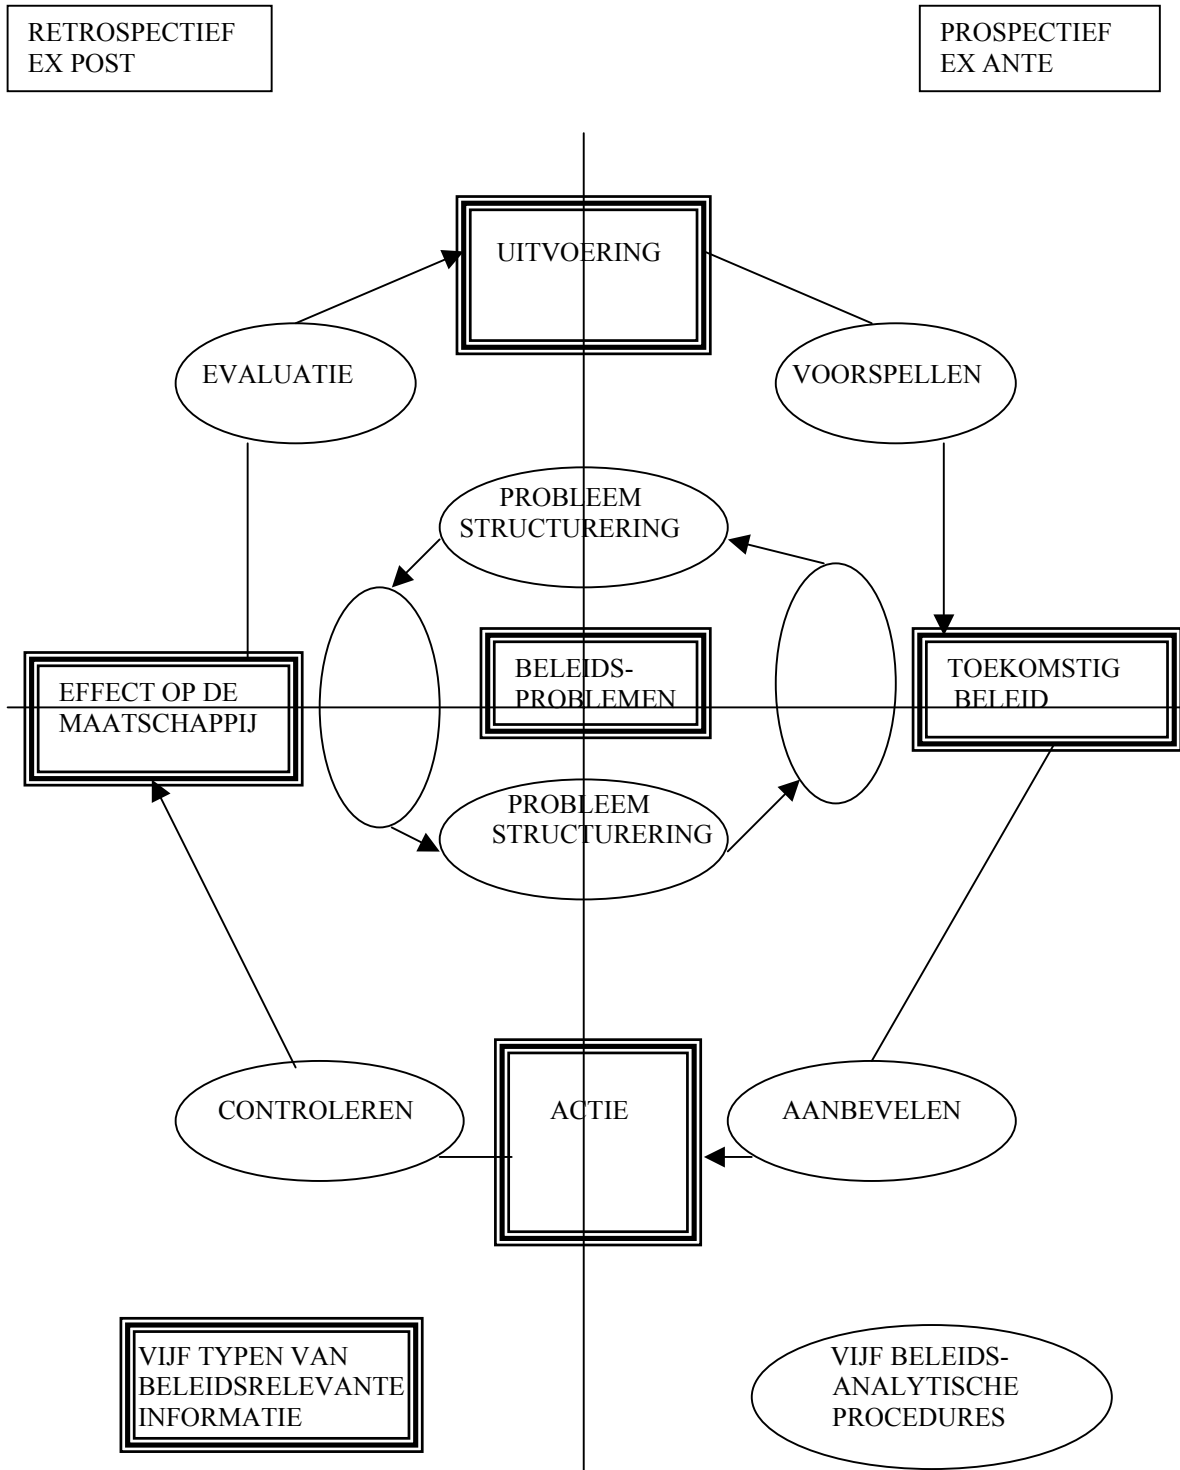 RETROSPECTIEF
EX POST
PROSPECTIEF
EX ANTE
UITVOERING
EVALUATIE
VOORSPELLEN
PROBLEEM
STRUCTURERING
BELEIDS-
PROBLEMEN
EFFECT OP DE
MAATSCHAPPIJ
TOEKOMSTIG
BELEID
PROBLEEM
STRUCTURERING
CONTROLEREN
ACTIE
AANBEVELEN
VIJF TYPEN VAN
BELEIDSRELEVANTE
INFORMATIE
VIJF BELEIDS-
ANALYTISCHE
PROCEDURES